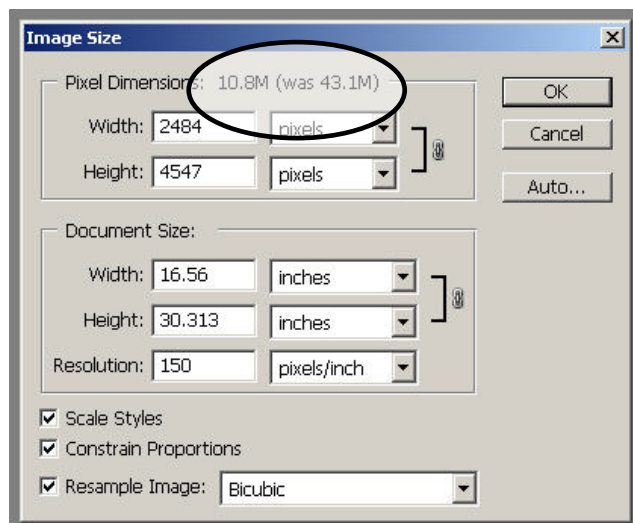 Image Size
Pixel Dimensions: 10.8M (was 43.1M)
OK
Width: 2484 pixels
Cancel
Height: 4547 pixels
Auto...
Document Size:
Width: 16.56 inches
Height: 30.313 inches
Resolution: 150 pixels/inch
Scale Styles
Constrain Proportions
Resample Image: Bicubic